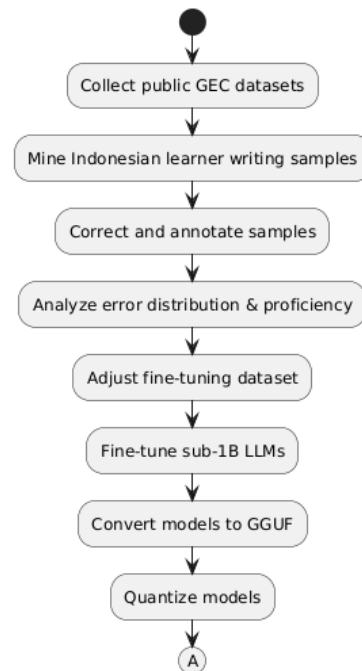 Collect public GEC datasets
Mine Indonesian learner writing samples
Correct and annotate samples
Analyze error distribution & proficiency
Adjust fine-tuning dataset
Fine-tune sub-1B LLMs
Convert models to GGUF
Quantize models
A